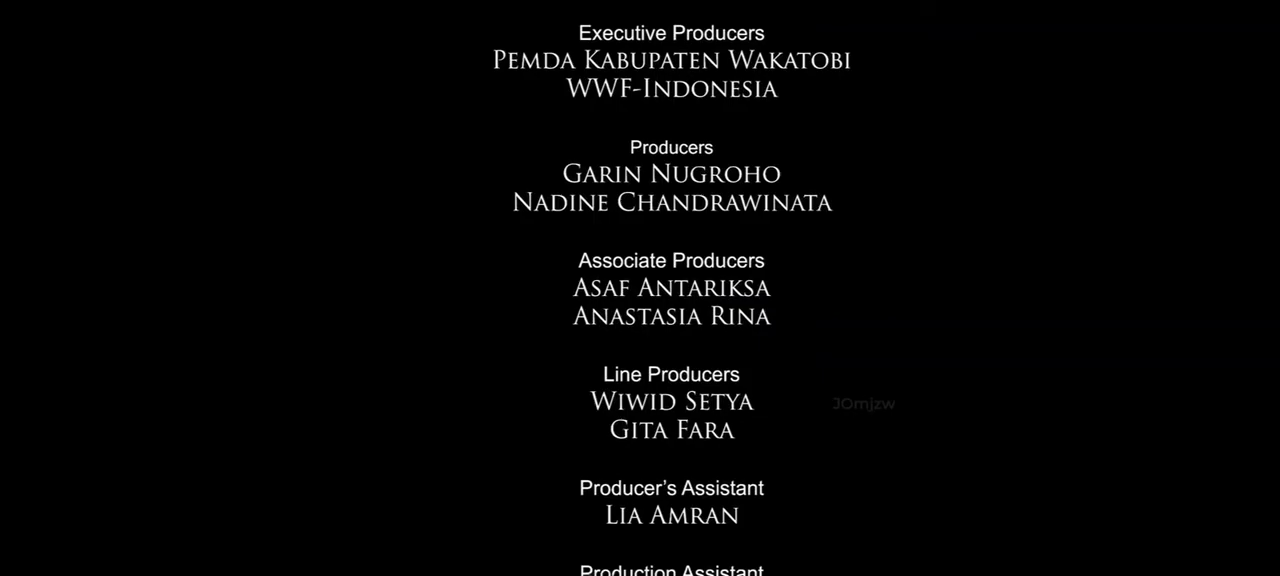 Executive Producers
PEMDA KABUPATEN WAKATOBI
WWF-INDONESIA
Producers
GARIN NUGROHO
NADINE CHANDRAWINATA
Associate Producers
ASAF ANTARIKSA
ANASTASIA RINA
Line Producers
WIWID SETYA
GITA FARA
JOmjzw
Producer’s Assistant
LIA AMRAN
Production Assistant